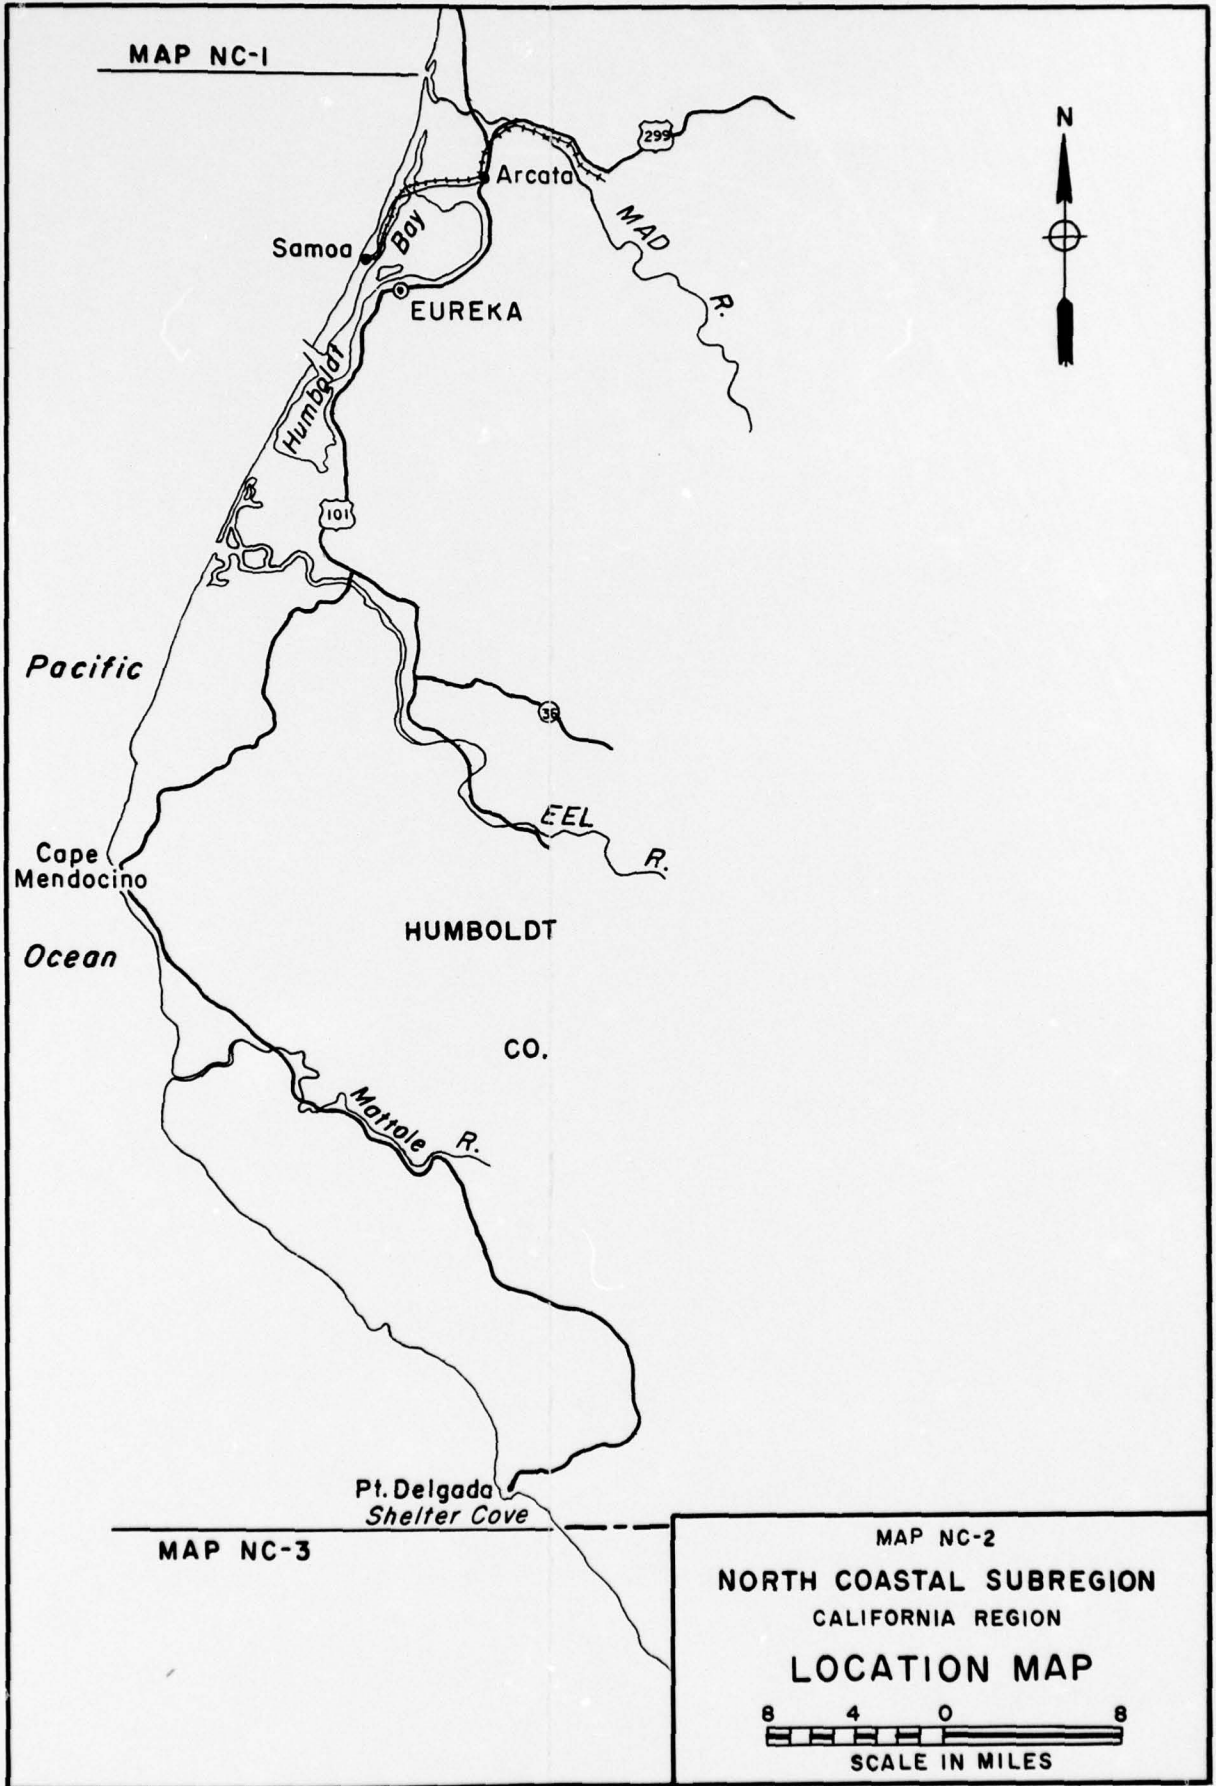 MAP NC-1
N
299
Arcata
MAD
R.
Samoa
Bay
EUREKA
Humboldt
101
Pacific
36
EEL
R.
Cape
Mendocino
HUMBOLDT
Ocean
CO.
Mattole R.
Pt. Delgada
Shelter Cove
MAP NC-3
MAP NC-2
NORTH COASTAL SUBREGION
CALIFORNIA REGION
LOCATION MAP
8 4 0 8
SCALE IN MILES